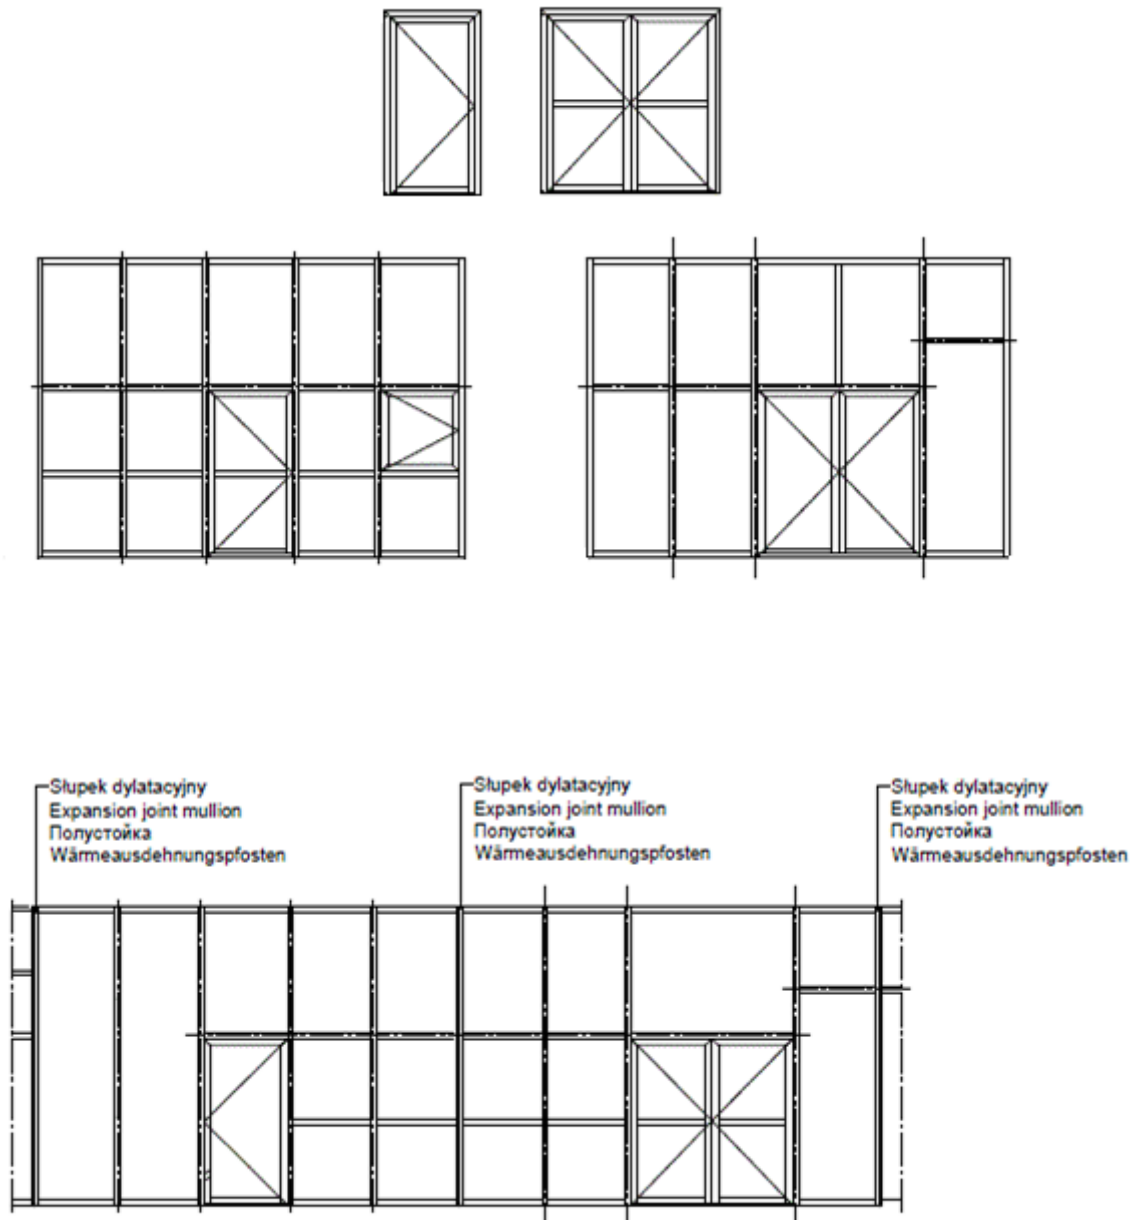 Słupek dylatacyjny
Expansion joint mullion
Полустойка
Wärmeausdehnungspfosten
Słupek dylatacyjny
Expansion joint mullion
Полустойка
Wärmeausdehnungspfosten
Słupek dylatacyjny
Expansion joint mullion
Полустойка
Wärmeausdehnungspfosten